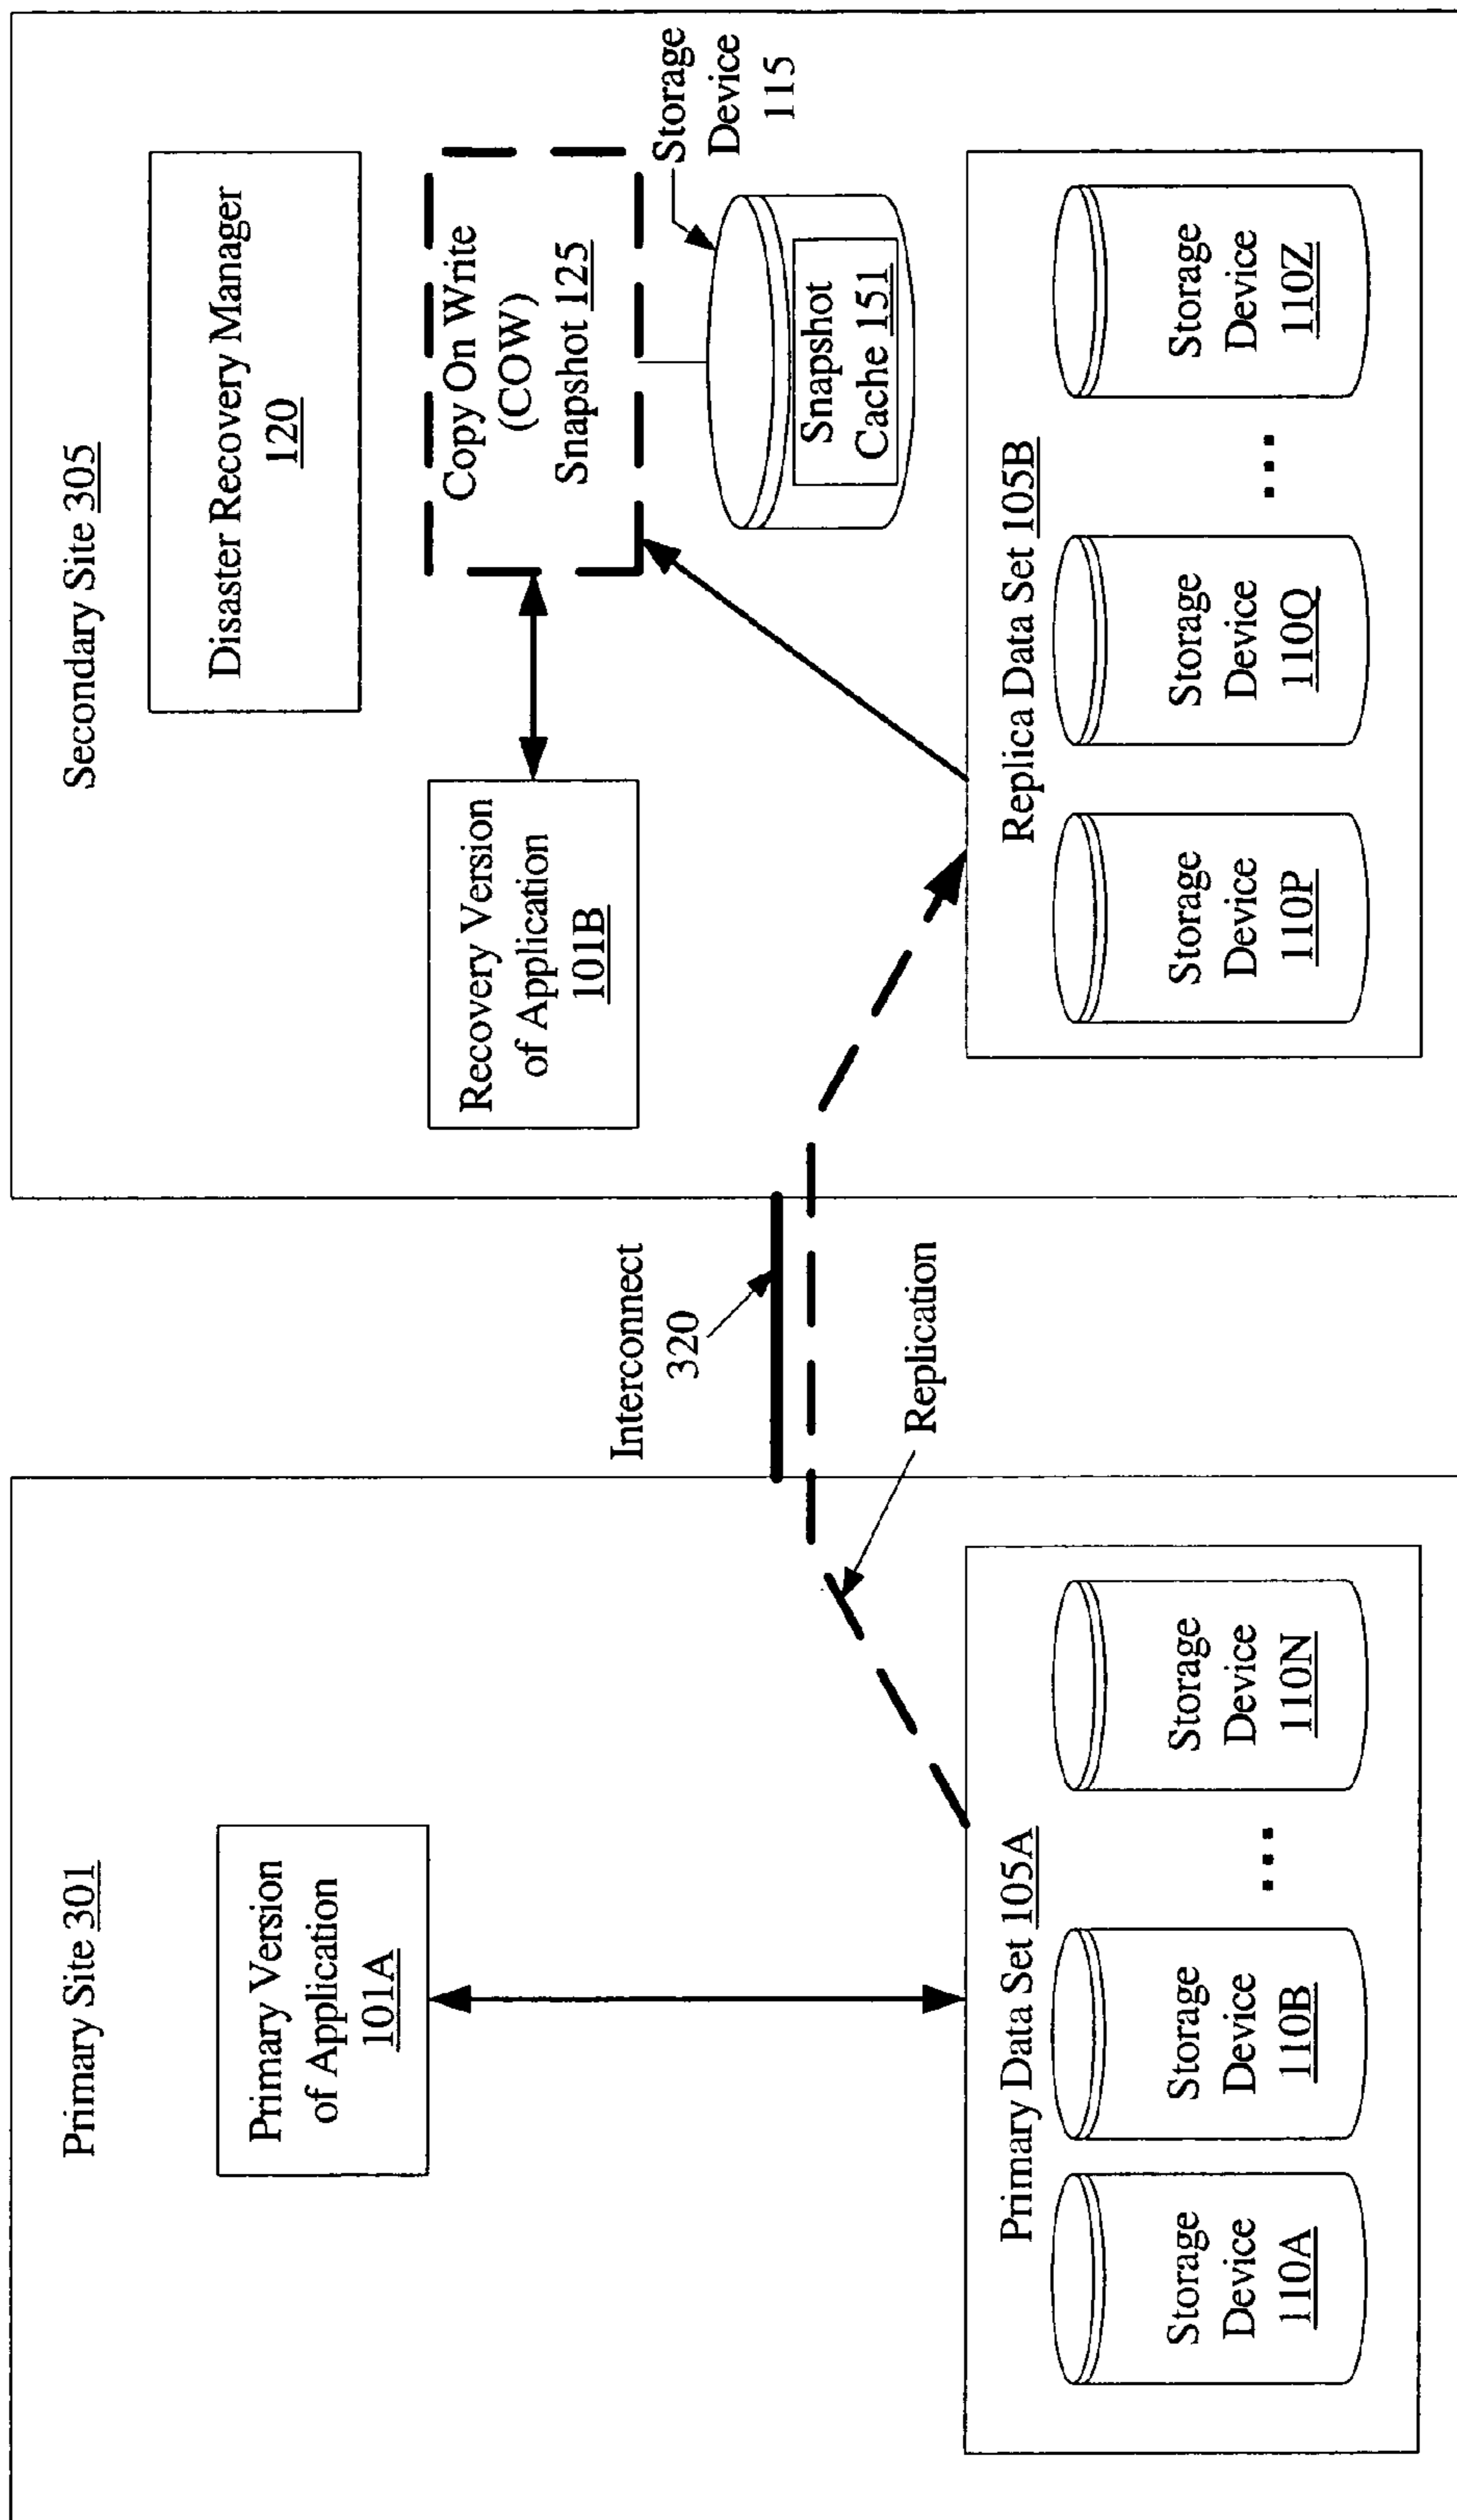 Primary Site 301
Primary Version
of Application
101A
Primary Data Set 105A
Storage
Device
110A
Storage
Device
110B
...
Storage
Device
110N
Interconnect
320
Replication
Secondary Site 305
Disaster Recovery Manager
120
Recovery Version
of Application
101B
Copy On Write
(COW)
Snapshot 125
Storage
Device
115
Snapshot
Cache 151
Replica Data Set 105B
Storage
Device
110P
Storage
Device
110Q
...
Storage
Device
110Z